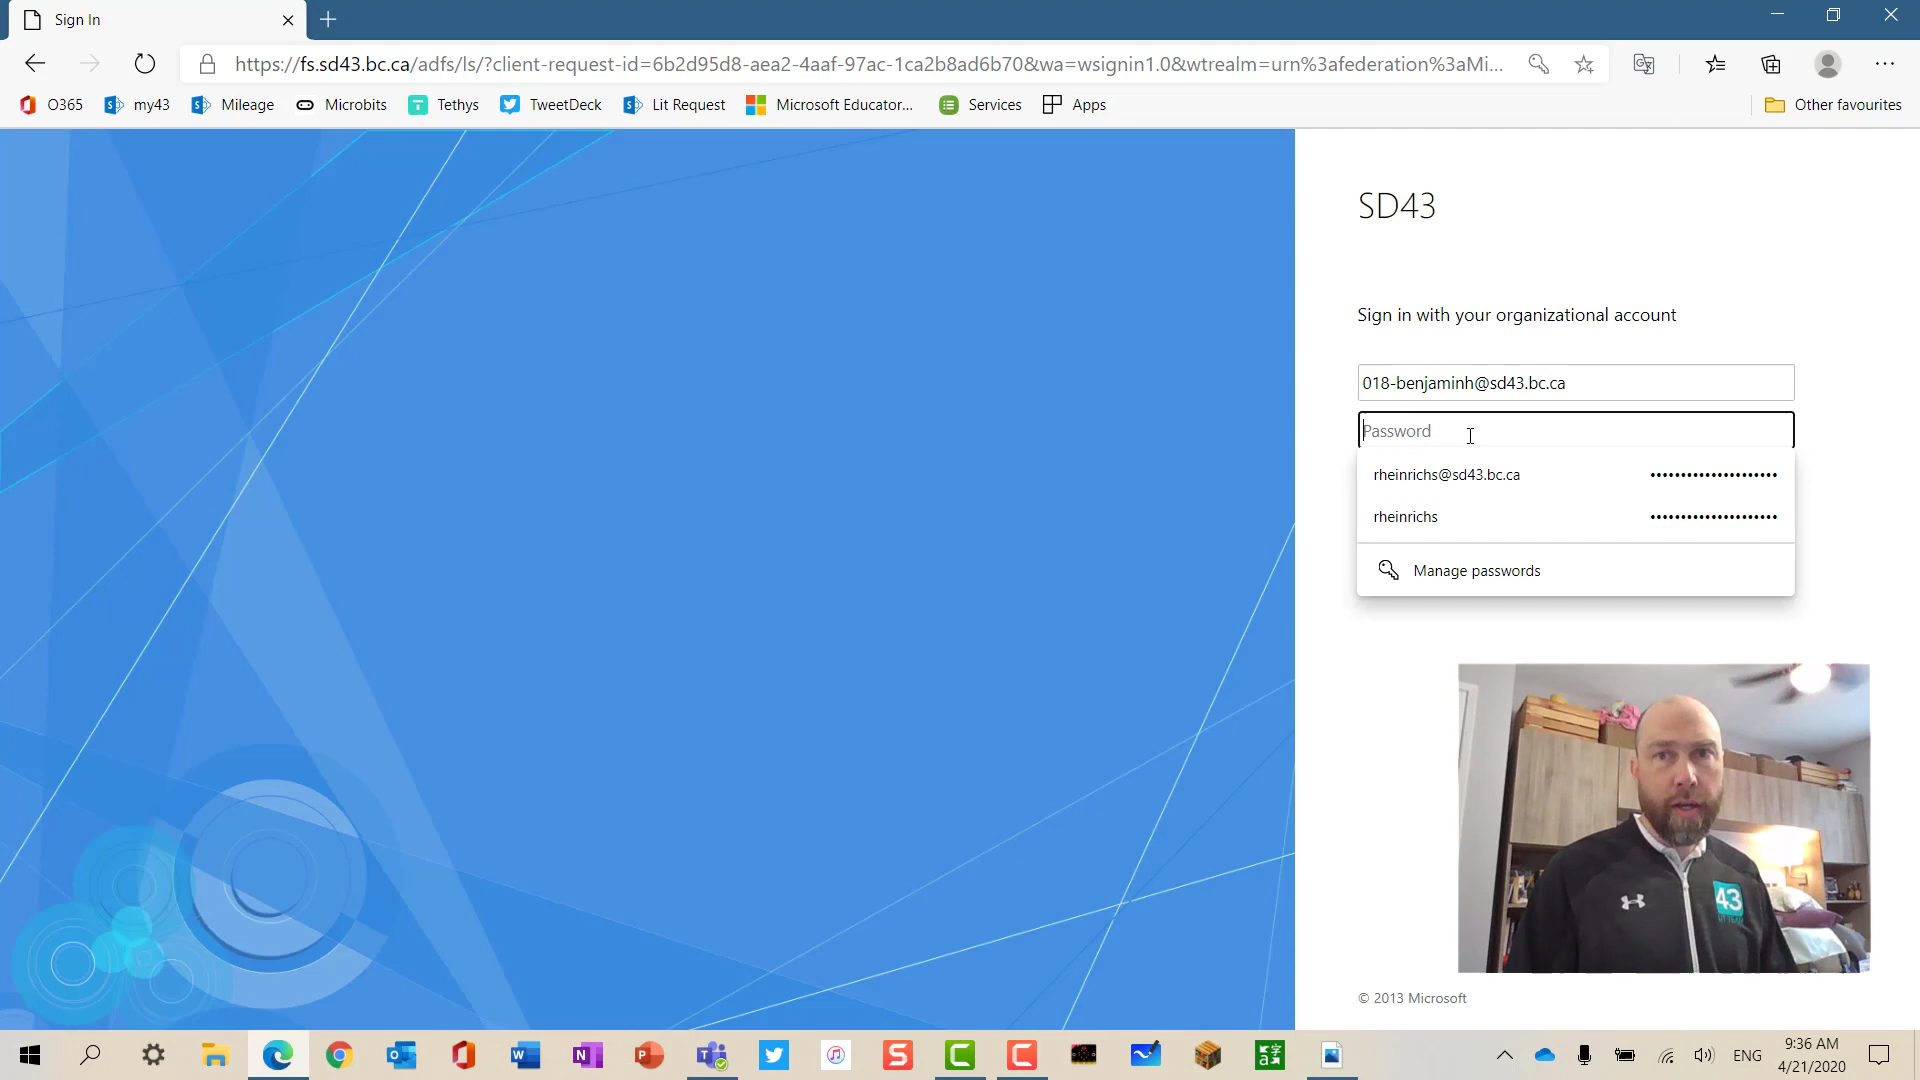 Sign In
https://fs.sd43.bc.ca/adfs/ls/?client-request-id=6b2d95d8-aea2-4aaf-97ac-1ca2b8ad6b70&wa=wsignin1.0&wtrealm=urn%3afederation%3aMi...
O365 my43 Mileage Microbits Tethys TweetDeck Lit Request Microsoft Educator... Services Apps Other favourites
SD43
Sign in with your organizational account
018-benjaminh@sd43.bc.ca
Password
rheinrichs@sd43.bc.ca •••••••••••••••••••••
rheinrichs •••••••••••••••••••••
Manage passwords
43
© 2013 Microsoft
ENG
9:36 AM
4/21/2020